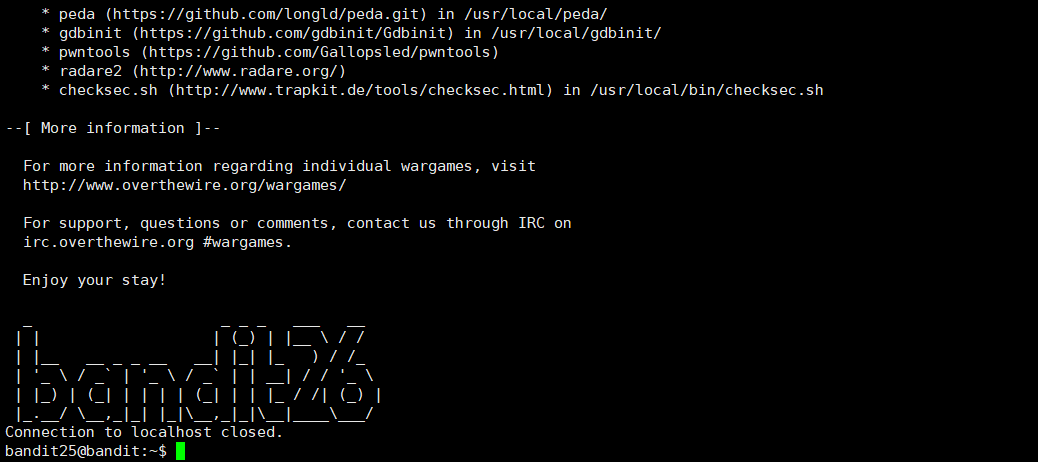 * peda (https://github.com/longld/peda.git) in /usr/local/peda/
* gdbinit (https://github.com/gdbinit/Gdbinit) in /usr/local/gdbinit/
* pwntools (https://github.com/Gallopsled/pwntools)
* radare2 (http://www.radare.org/)
* checksec.sh (http://www.trapkit.de/tools/checksec.html) in /usr/local/bin/checksec.sh
--[ More information ]--
For more information regarding individual wargames, visit
http://www.overthewire.org/wargames/
For support, questions or comments, contact us through IRC on
irc.overthewire.org #wargames.
Enjoy your stay!
bandit26
Connection to localhost closed.
bandit25@bandit:~$